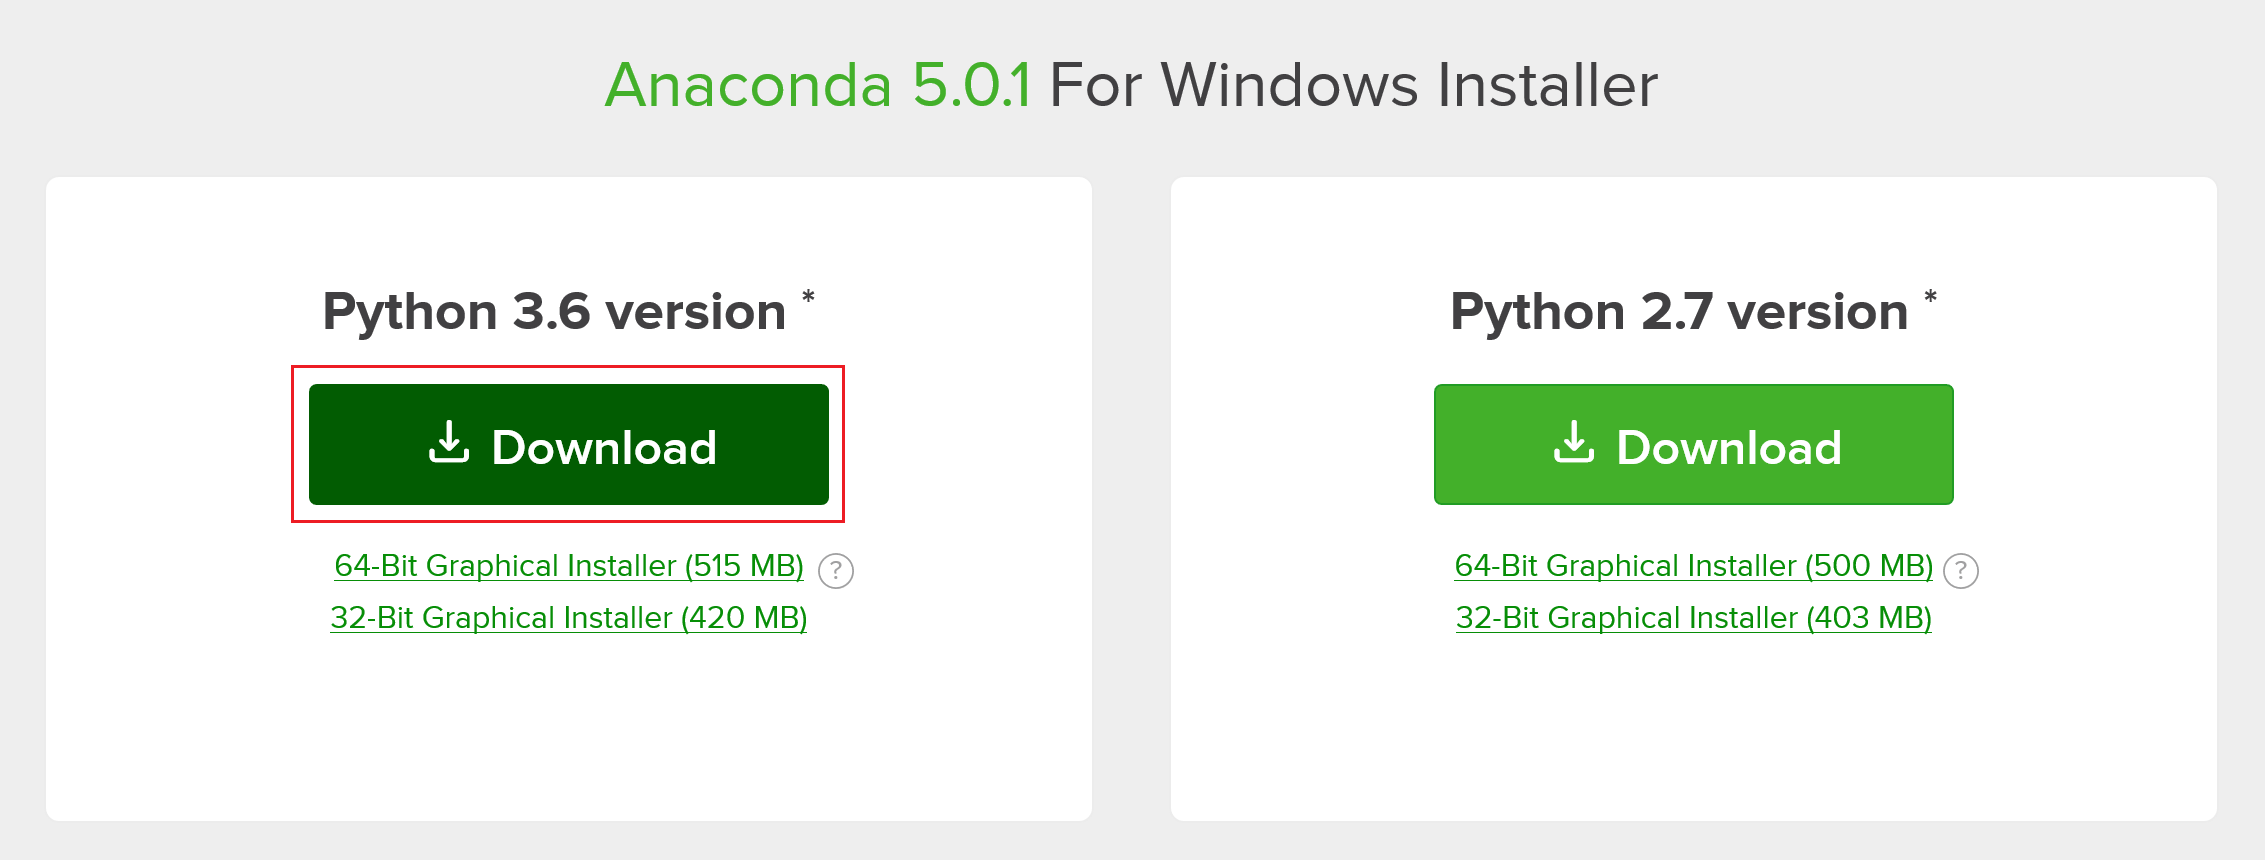 Anaconda 5.0.1 For Windows Installer
Python 3.6 version *
Download
64-Bit Graphical Installer (515 MB) ?
32-Bit Graphical Installer (420 MB)
Python 2.7 version *
Download
64-Bit Graphical Installer (500 MB) ?
32-Bit Graphical Installer (403 MB)